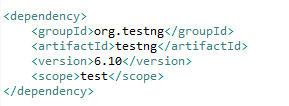 <dependency>
    <groupId>org.testng</groupId>
    <artifactId>testng</artifactId>
    <version>6.10</version>
    <scope>test</scope>
</dependency>